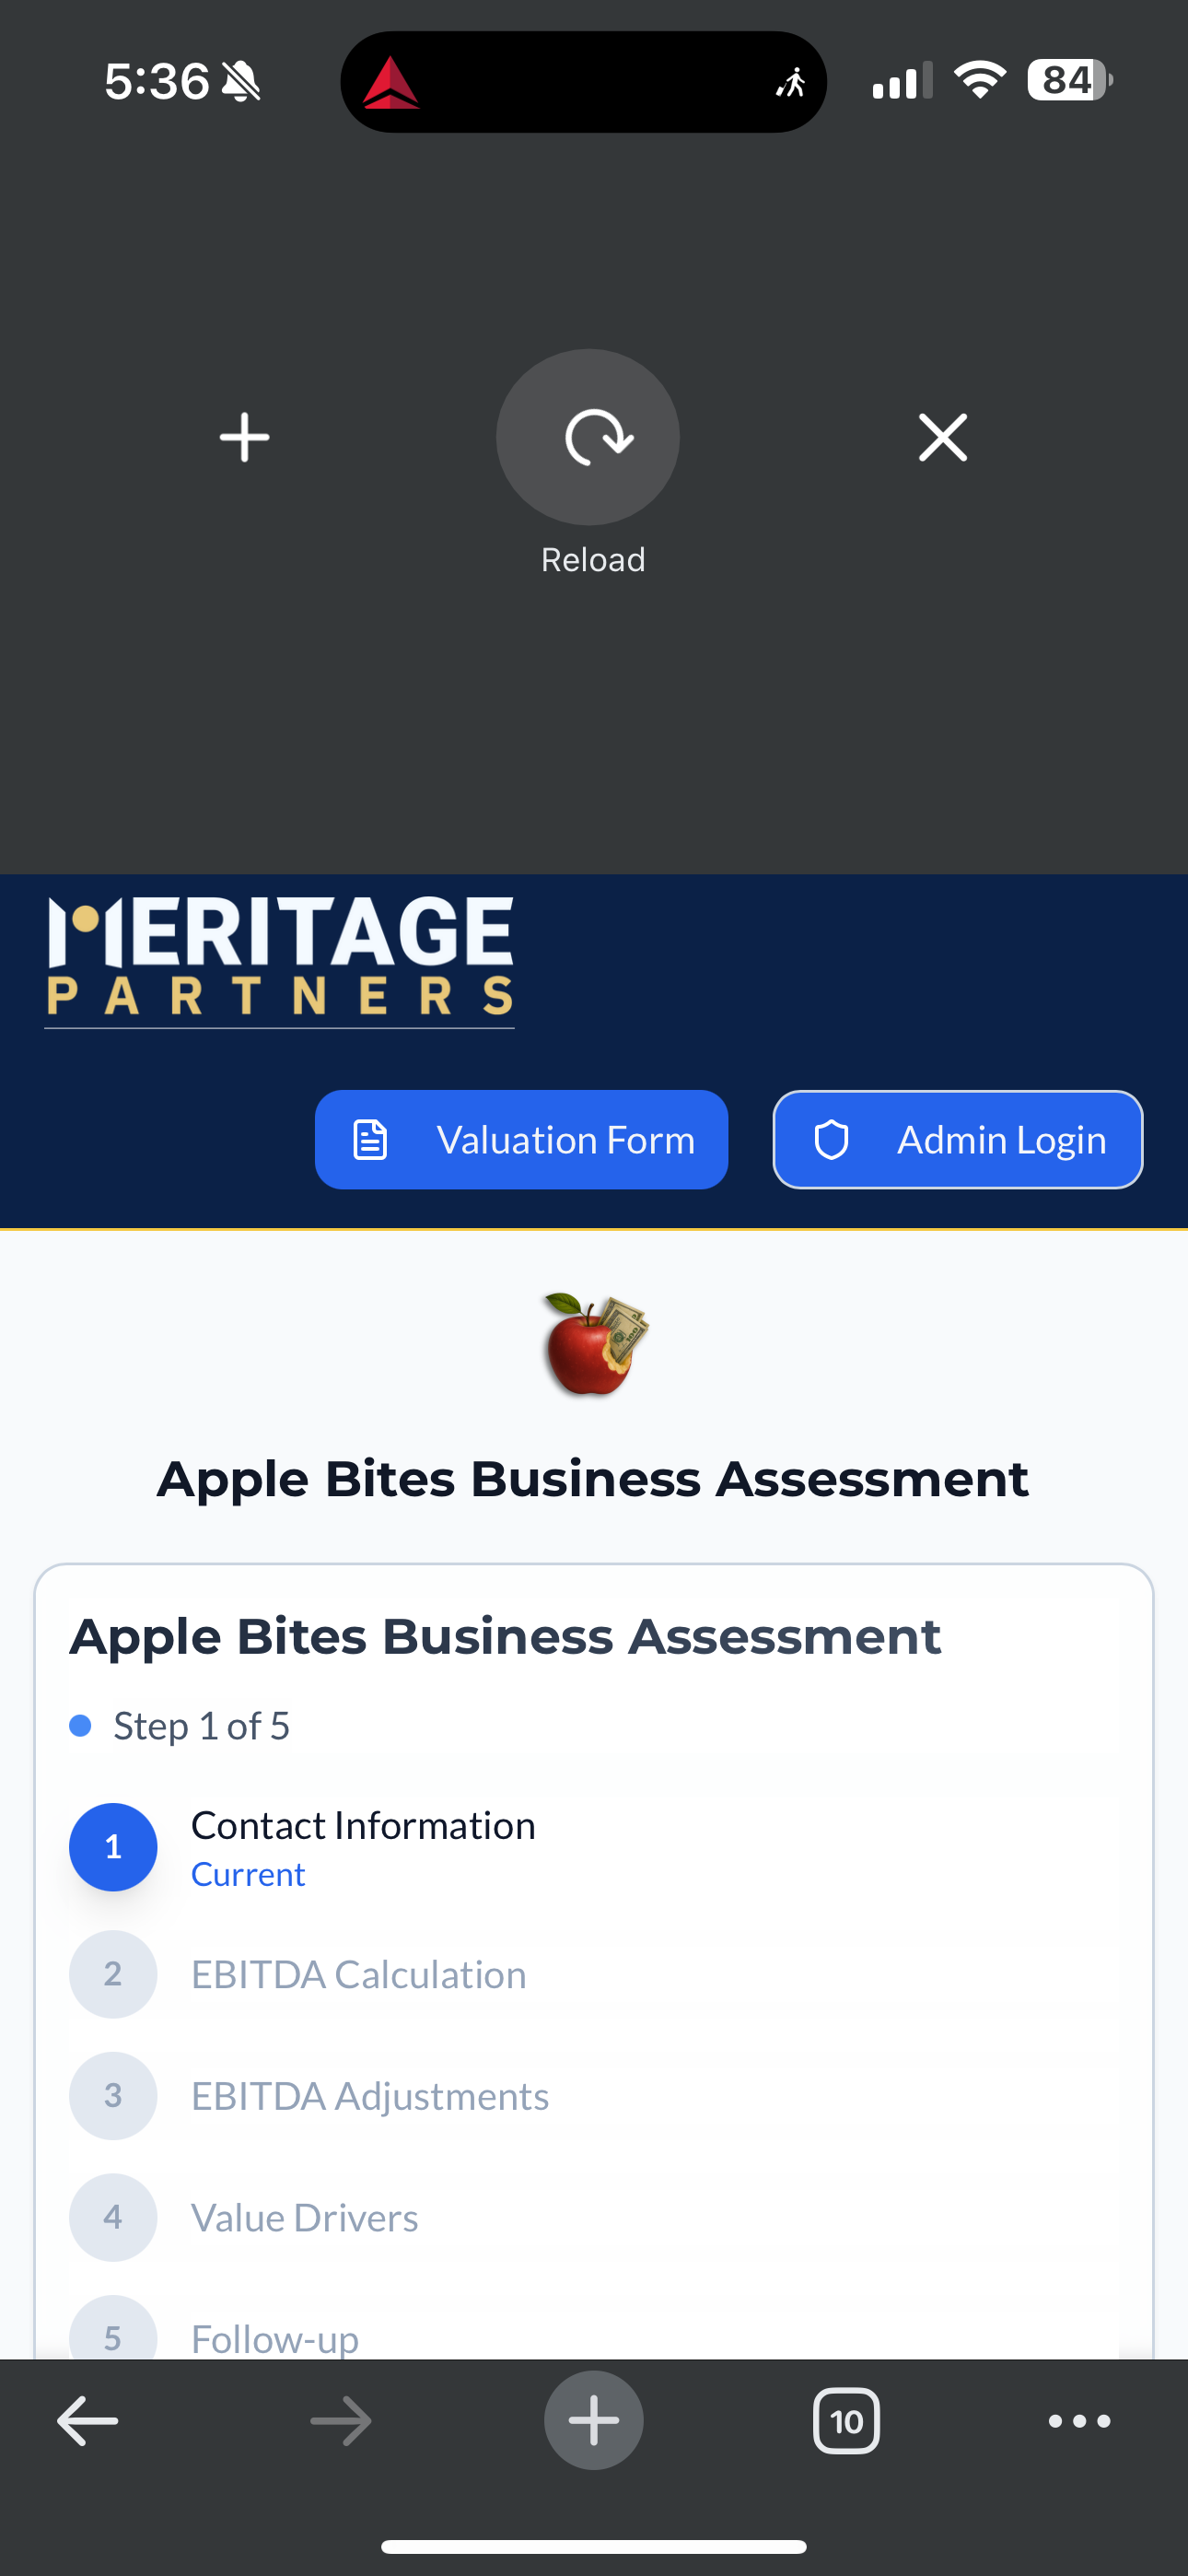 5:36
84
Reload
MERITAGE
PARTNERS
Valuation Form
Admin Login
Apple Bites Business Assessment
Apple Bites Business Assessment
Step 1 of 5
1
Contact Information
Current
2
EBITDA Calculation
3
EBITDA Adjustments
4
Value Drivers
5
Follow-up
10